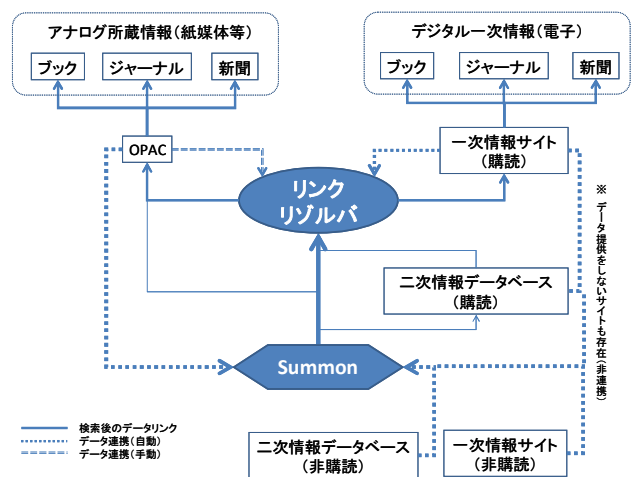 アナログ所蔵情報(紙媒体等)
ブック
ジャーナル
新聞
デジタル一次情報(電子)
ブック
ジャーナル
新聞
OPAC
一次情報サイト
(購読)
リンク
リゾルバ
※ データ提供をしないサイトも存在(非連携)
二次情報データベース
(購読)
Summon
検索後のデータリンク
データ連携(自動)
データ連携(手動)
二次情報データベース
(非購読)
一次情報サイト
(非購読)